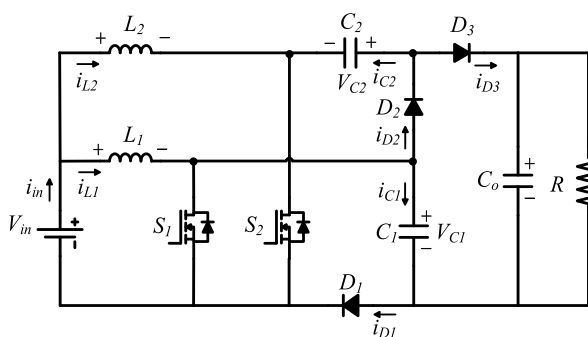 L2 C2 D3
+ - - + + -
iL2 VC2 iC2 iD3
D2
L1 iD2
+ -
iin iL1 iC1 Co + R
Vin + S1 S2 C1 + VC1 -
- -
D1
iD1